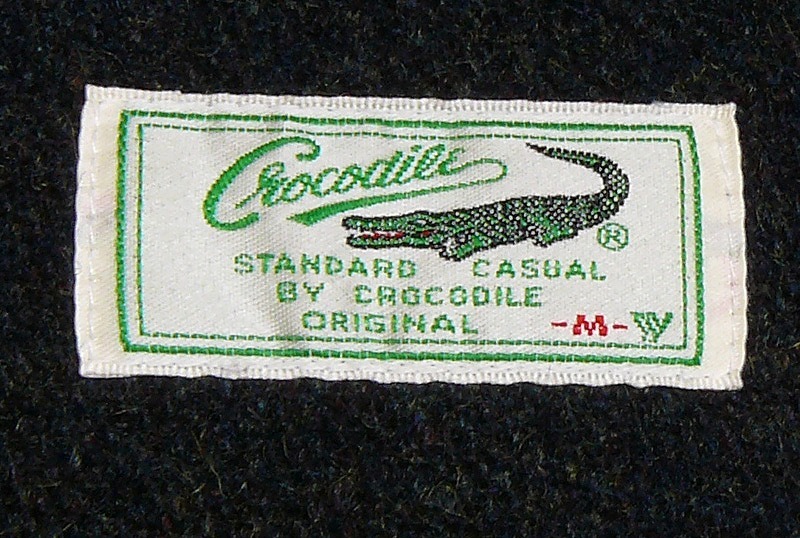 Crocodile
®
STANDARD CASUAL
BY CROCODILE
ORIGINAL
-M-